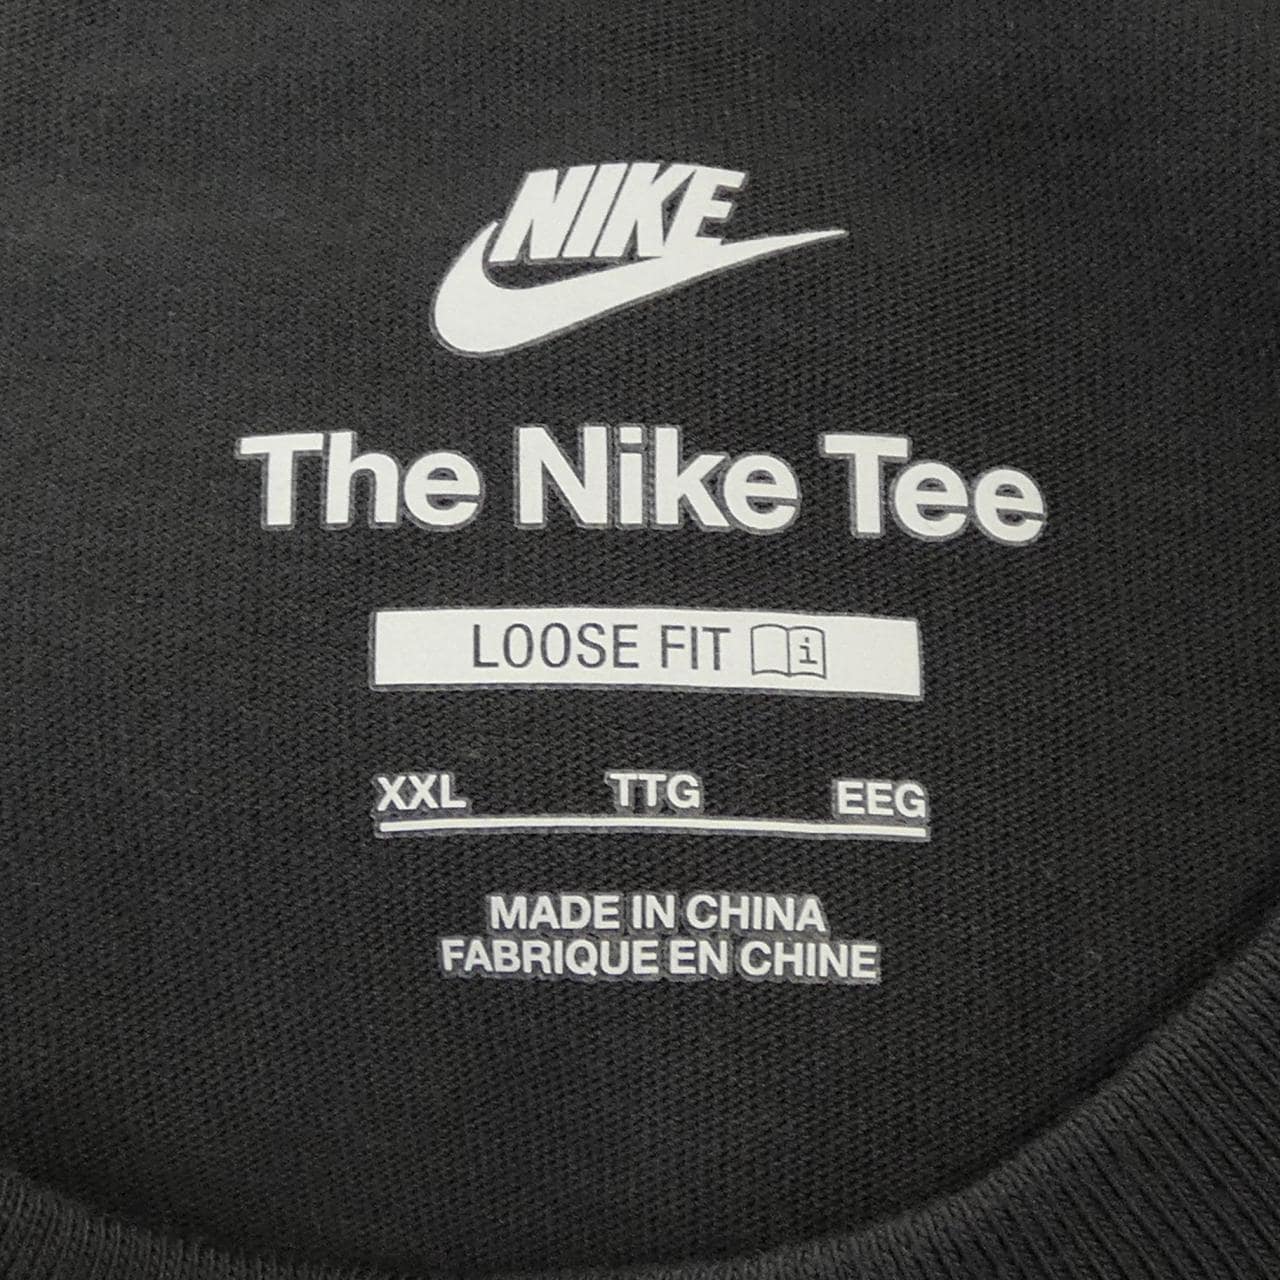 NIKE
The Nike Tee
LOOSE FIT i
XXL TTG EEG
MADE IN CHINA
FABRIQUE EN CHINE